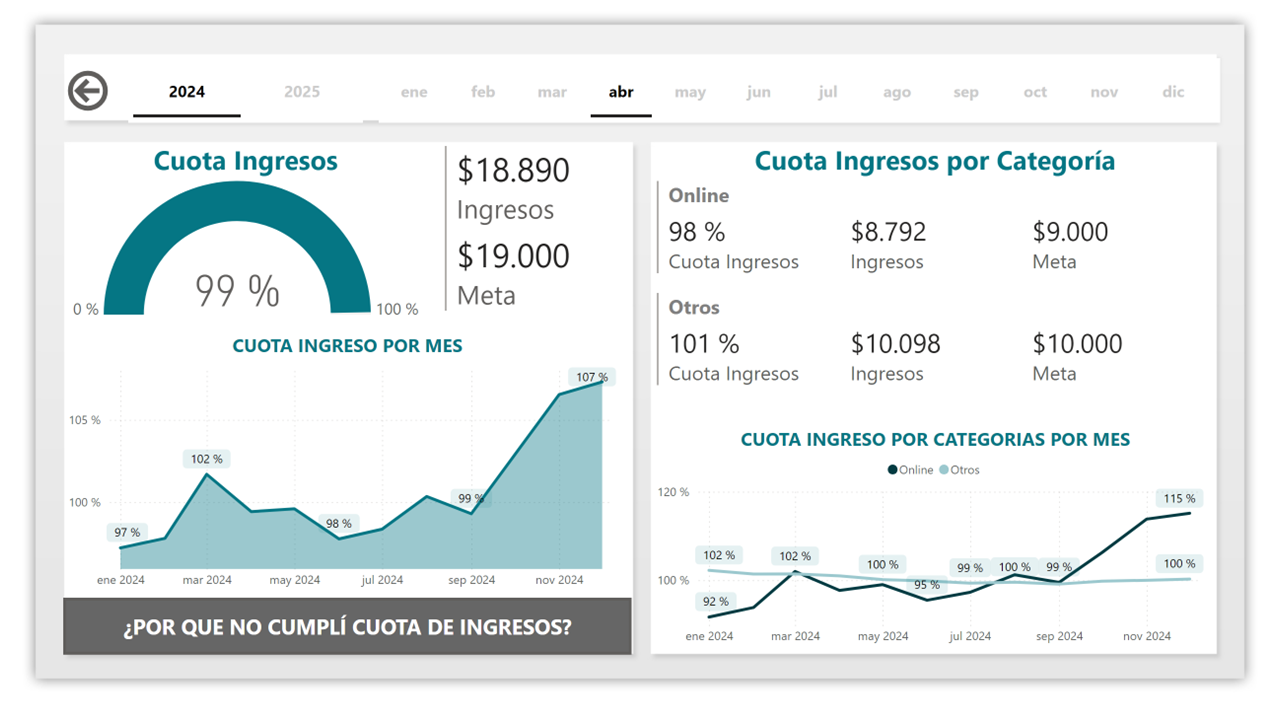 2024 2025 ene feb mar abr may jun jul ago sep oct nov dic
Cuota Ingresos
99 %
0 %
100 %
$18.890
Ingresos
$19.000
Meta
CUOTA INGRESO POR MES
105 %
100 %
97 %
102 %
98 %
99 %
107 %
ene 2024 mar 2024 may 2024 jul 2024 sep 2024 nov 2024
¿POR QUE NO CUMPLÍ CUOTA DE INGRESOS?
Cuota Ingresos por Categoría
Online
98 % $8.792 $9.000
Cuota Ingresos Ingresos Meta
Otros
101 % $10.098 $10.000
Cuota Ingresos Ingresos Meta
CUOTA INGRESO POR CATEGORIAS POR MES
Online Otros
120 %
100 %
102 %
92 %
102 %
100 %
95 %
99 %
100 %
99 %
115 %
100 %
ene 2024 mar 2024 may 2024 jul 2024 sep 2024 nov 2024